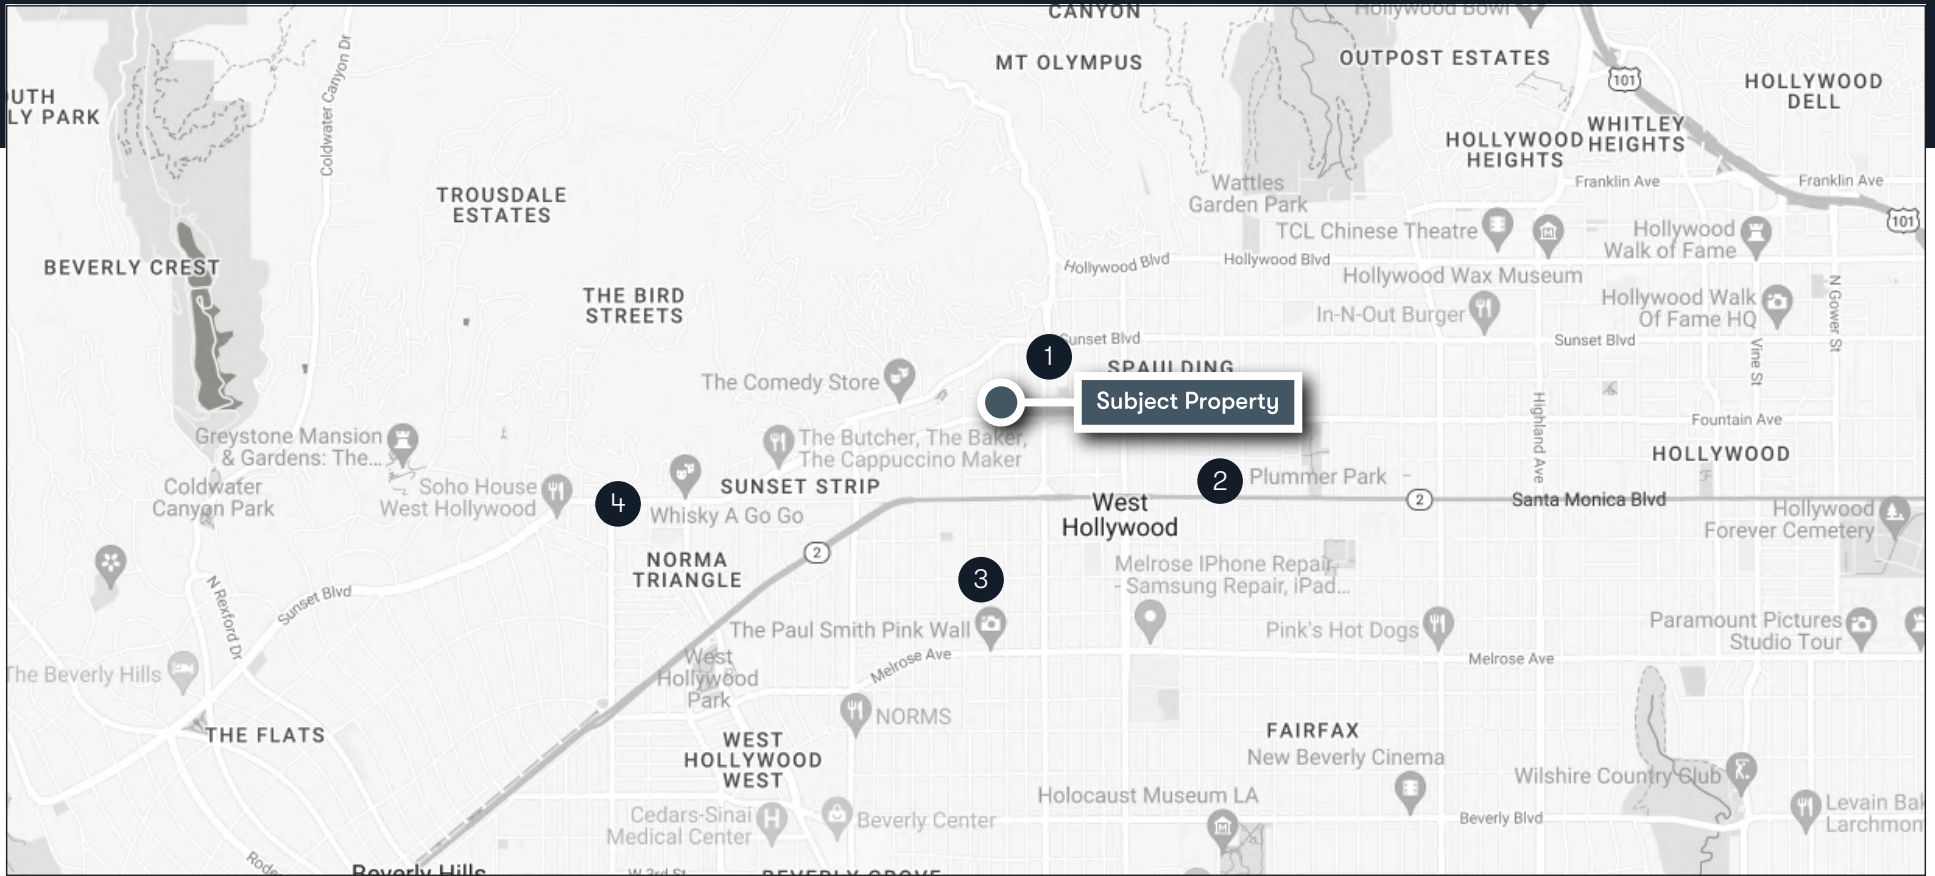 CANYON
Hollywood Bowl
MT OLYMPUS
OUTPOST ESTATES
101
HOLLYWOOD
DELL
UTH
LY PARK
Coldwater Canyon Dr
WHITLEY
HEIGHTS
HOLLYWOOD
HEIGHTS
Franklin Ave
Franklin Ave
TROUSDALE
ESTATES
Wattles
Garden Park
101
TCL Chinese Theatre
Hollywood
Walk of Fame
BEVERLY CREST
Hollywood Blvd
Hollywood Blvd
Hollywood Wax Museum
THE BIRD
STREETS
In-N-Out Burger
Hollywood Walk
Of Fame HQ
N Gower St
Sunset Blvd
Sunset Blvd
Vine St
1
SPAULDING
The Comedy Store
Subject Property
Highland Ave
Fountain Ave
Greystone Mansion
& Gardens: The...
The Butcher, The Baker,
The Cappuccino Maker
HOLLYWOOD
Coldwater
Canyon Park
Soho House
West Hollywood
4
SUNSET STRIP
Whisky A Go Go
2
Plummer Park
West
Hollywood
2
Santa Monica Blvd
Hollywood
Forever Cemetery
NORMA
TRIANGLE
2
3
Melrose IPhone Repair,
- Samsung Repair, iPad...
N Rexford Dr
Sunset Blvd
The Paul Smith Pink Wall
Pink's Hot Dogs
Paramount Pictures
Studio Tour
The Beverly Hills
West
Hollywood
Park
Melrose Ave
Melrose Ave
NORMS
THE FLATS
WEST
HOLLYWOOD
WEST
FAIRFAX
New Beverly Cinema
Wilshire Country Club
Holocaust Museum LA
Cedars-Sinai
Medical Center
Beverly Center
Beverly Blvd
Levain Bak
Larchmon
Rode
Beverly Hills
W 3rd St
BEVERLY GROVE